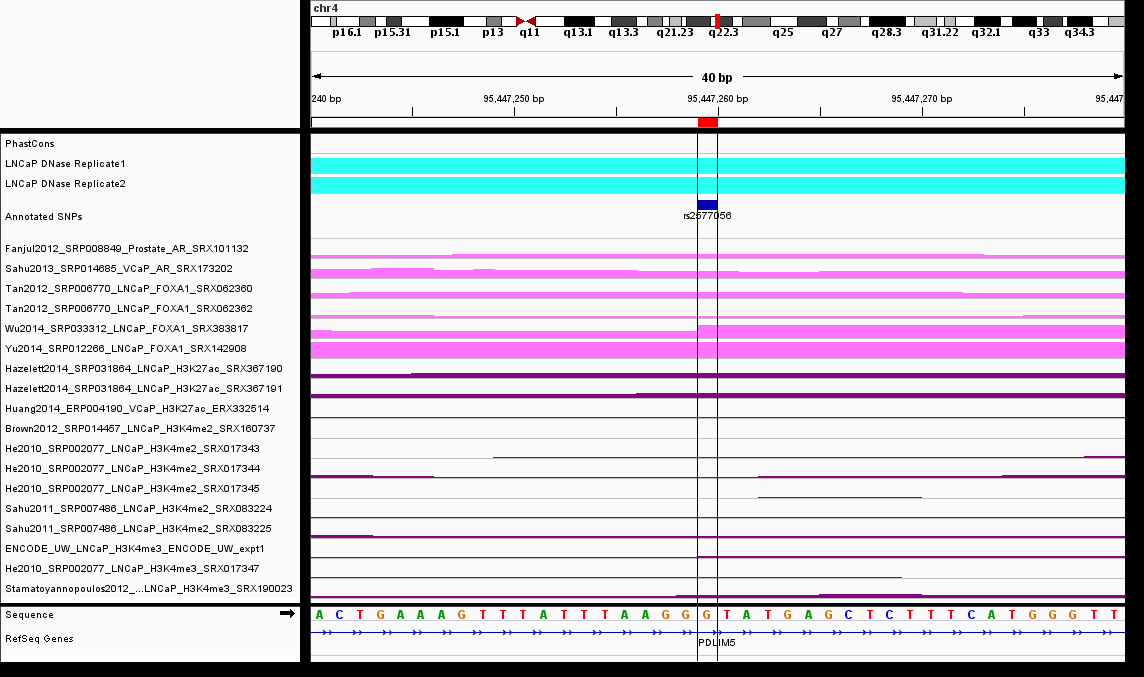 chr4
p16.1 p15.31 p15.1 p13 q11 q13.1 q13.3 q21.23 q22.3 q25 q27 q28.3 q31.22 q32.1 q33 q34.3
40 bp
240 bp 95,447,250 bp 95,447,260 bp 95,447,270 bp 95,447
PhastCons
LNCaP DNase Replicate1
LNCaP DNase Replicate2
Annotated SNPs
rs2577056
Fanjul2012_SRP008849_Prostate_AR_SRX101132
Sahu2013_SRP014685_VCaP_AR_SRX173202
Tan2012_SRP006770_LNCaP_FOXA1_SRX062360
Tan2012_SRP006770_LNCaP_FOXA1_SRX062362
Wu2014_SRP033312_LNCaP_FOXA1_SRX383817
Yu2014_SRP012266_LNCaP_FOXA1_SRX142908
Hazelett2014_SRP031864_LNCaP_H3K27ac_SRX367190
Hazelett2014_SRP031864_LNCaP_H3K27ac_SRX367191
Huang2014_ERP004190_VCaP_H3K27ac_ERX332514
Brown2012_SRP014457_LNCaP_H3K4me2_SRX160737
He2010_SRP002077_LNCaP_H3K4me2_SRX017343
He2010_SRP002077_LNCaP_H3K4me2_SRX017344
He2010_SRP002077_LNCaP_H3K4me2_SRX017345
Sahu2011_SRP007486_LNCaP_H3K4me2_SRX083224
Sahu2011_SRP007486_LNCaP_H3K4me2_SRX083225
ENCODE_UW_LNCaP_H3K4me3_ENCODE_UW_expt1
He2010_SRP002077_LNCaP_H3K4me3_SRX017347
Stamatoyannopoulos2012_...LNCaP_H3K4me3_SRX190023
Sequence A C T G A A A G T T T A T T T A A G G G T A T G A G C T C T T T C A T G G G T T
RefSeq Genes
PDLIM5